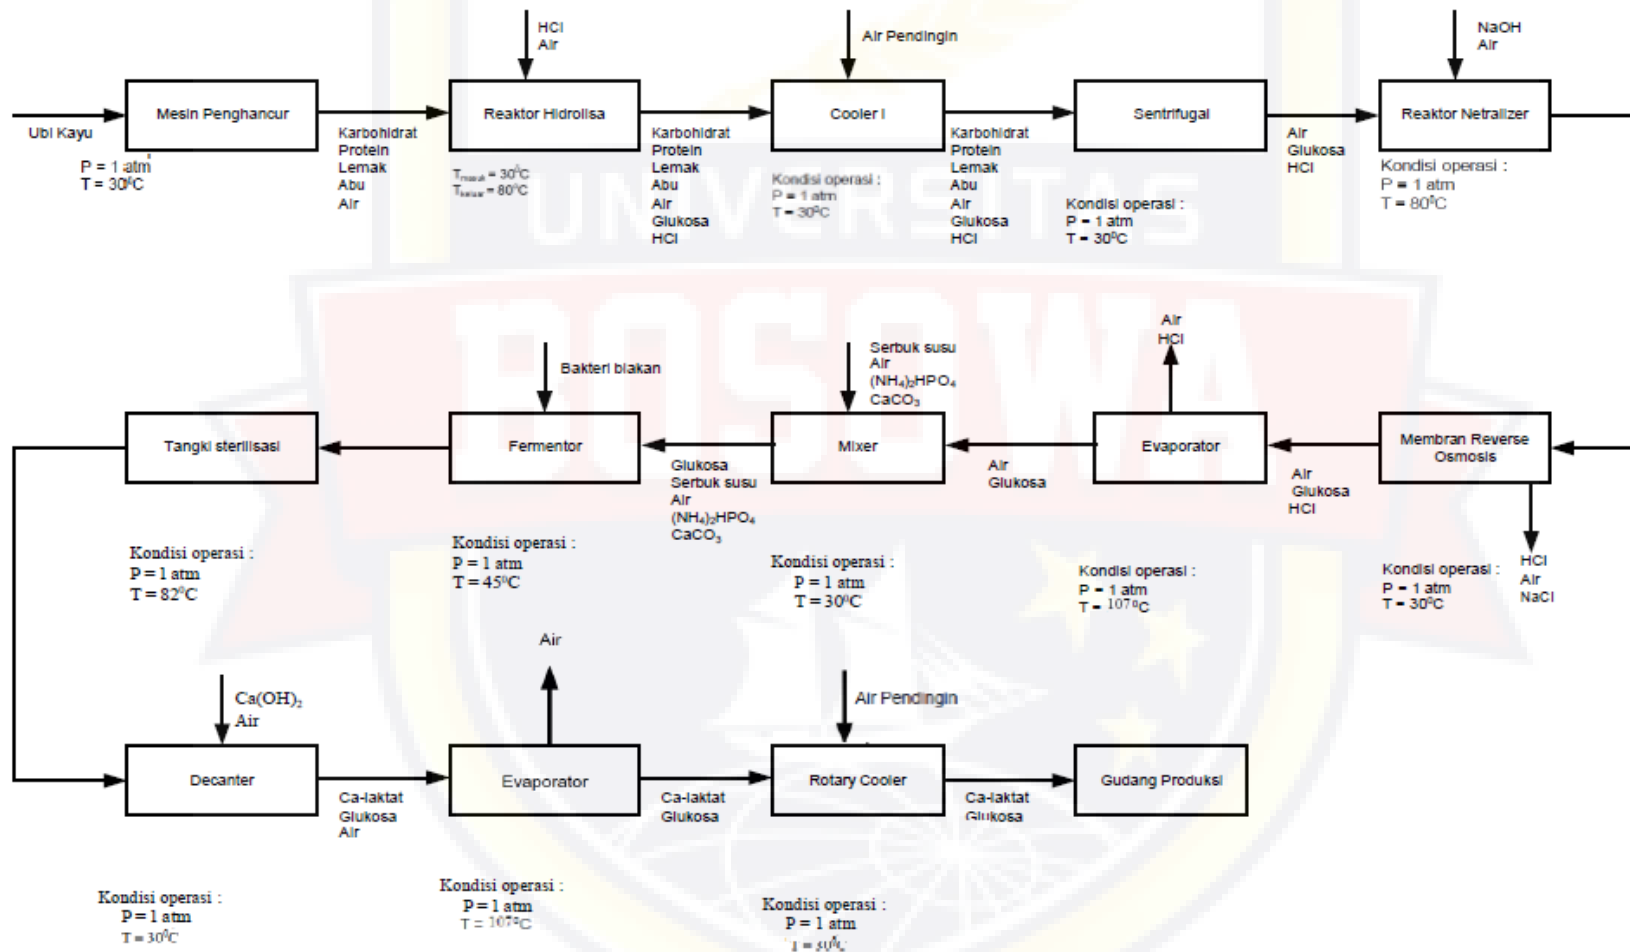 HCl
Air
Air Pendingin
NaOH
Air
Mesin Penghancur
Reaktor Hidrolisa
Cooler I
Sentrifugal
Reaktor Netralizer
Ubi Kayu
P = 1 atm
T = 30⁰C
Karbohidrat
Protein
Lemak
Abu
Air
T masuk = 30⁰C
T keluar = 80⁰C
Karbohidrat
Protein
Lemak
Abu
Air
Glukosa
HCl
Kondisi operasi :
P = 1 atm
T = 30⁰C
Karbohidrat
Protein
Lemak
Abu
Air
Glukosa
HCl
Kondisi operasi :
P = 1 atm
T = 30⁰C
Air
Glukosa
HCl
Kondisi operasi :
P = 1 atm
T = 80⁰C
UNIVERSITAS
BOSOWA
Bakteri biakan
Serbuk susu
Air
(NH₄)₂HPO₄
CaCO₃
Air
HCl
Tangki sterilisasi
Fermentor
Mixer
Evaporator
Membran Reverse
Osmosis
Glukosa
Serbuk susu
Air
(NH₄)₂HPO₄
CaCO₃
Air
Glukosa
Air
Glukosa
HCl
HCl
Air
NaCl
Kondisi operasi :
P = 1 atm
T = 82⁰C
Kondisi operasi :
P = 1 atm
T = 45⁰C
Kondisi operasi :
P = 1 atm
T = 30⁰C
Kondisi operasi :
P = 1 atm
T = 107⁰C
Kondisi operasi :
P = 1 atm
T = 30⁰C
Ca(OH)₂
Air
Air
Air Pendingin
Decanter
Evaporator
Rotary Cooler
Gudang Produksi
Ca-laktat
Glukosa
Air
Ca-laktat
Glukosa
Ca-laktat
Glukosa
Kondisi operasi :
P = 1 atm
T = 30⁰C
Kondisi operasi :
P = 1 atm
T = 107⁰C
Kondisi operasi :
P = 1 atm